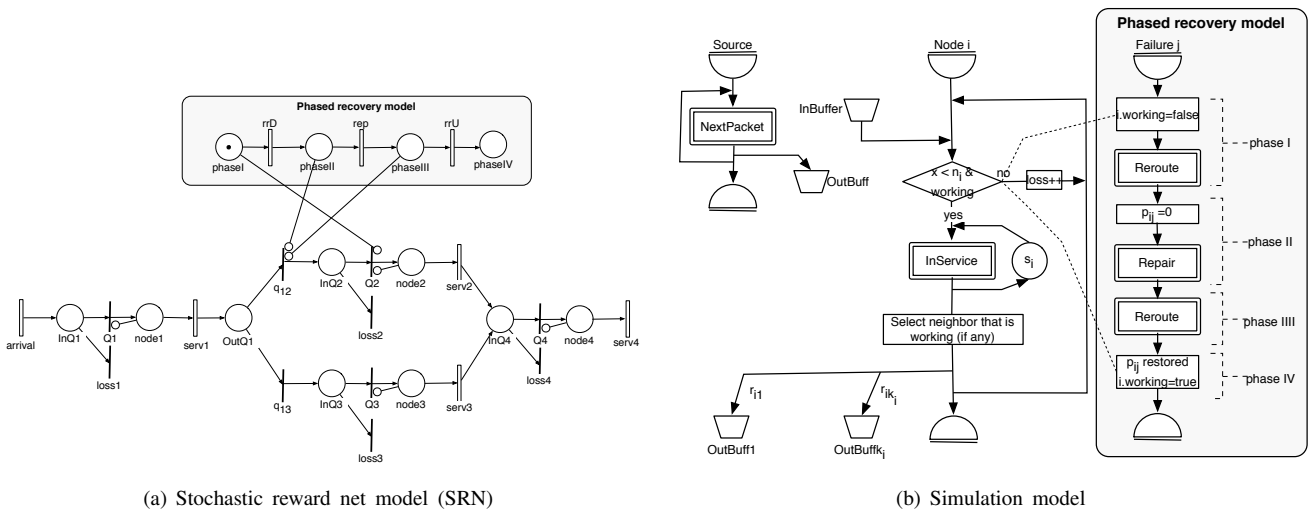 Phased recovery model
rrD
rep
rrU
phaseI
phaseII
phaseIII
phaseIV
q12
InQ2
Q2
node2
serv2
loss2
arrival
InQ1
Q1
node1
serv1
OutQ1
loss1
InQ4
Q4
node4
serv4
loss4
q13
InQ3
Q3
node3
serv3
loss3
(a) Stochastic reward net model (SRN)
Source
NextPacket
OutBuff
Node i
InBuffer
x < ni &
working
no
loss++
yes
InService
si
Select neighbor that is
working (if any)
ri1
riki
OutBuff1
OutBuffki
Phased recovery model
Failure j
i.working=false
phase I
Reroute
pij =0
phase II
Repair
Reroute
phase IIII
pij restored
i.working=true
phase IV
(b) Simulation model